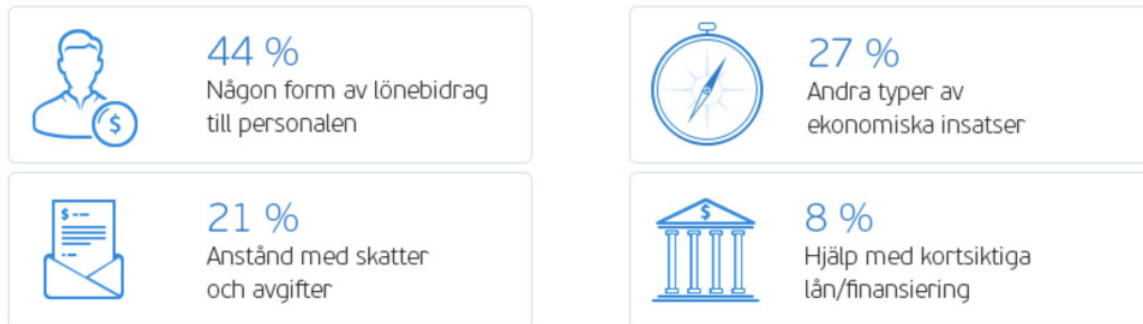 44 %
Någon form av lönebidrag
till personalen
27 %
Andra typer av
ekonomiska insatser
$
$ --
21 %
Anstånd med skatter
och avgifter
$
8 %
Hjälp med kortsiktiga
lån/finansiering